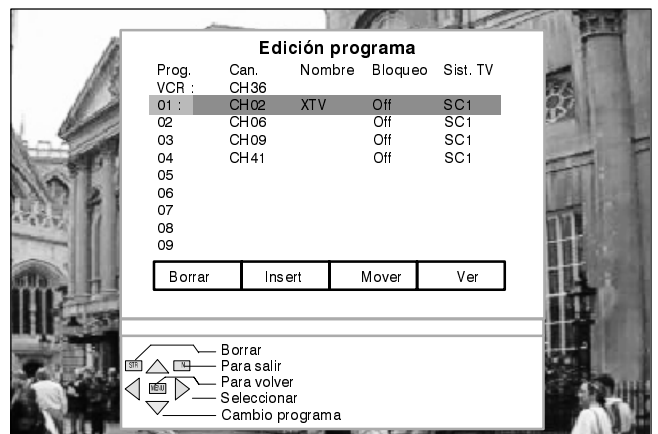 Edición programa
Prog. Can. Nombre Bloqueo Sist. TV
VCR : CH36
01 : CH02 XTV Off SC1
02 CH06 Off SC1
03 CH09 Off SC1
04 CH41 Off SC1
05
06
07
08
09
Borrar Insert Mover Ver
Borrar
STR N Para salir
MENU Para volver
Seleccionar
Cambio programa